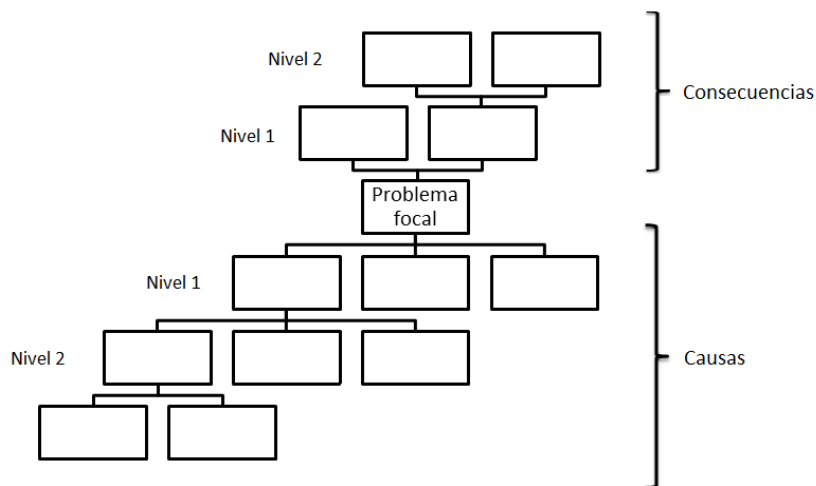 Nivel 2
Consecuencias
Nivel 1
Problema
focal
Nivel 1
Nivel 2
Causas